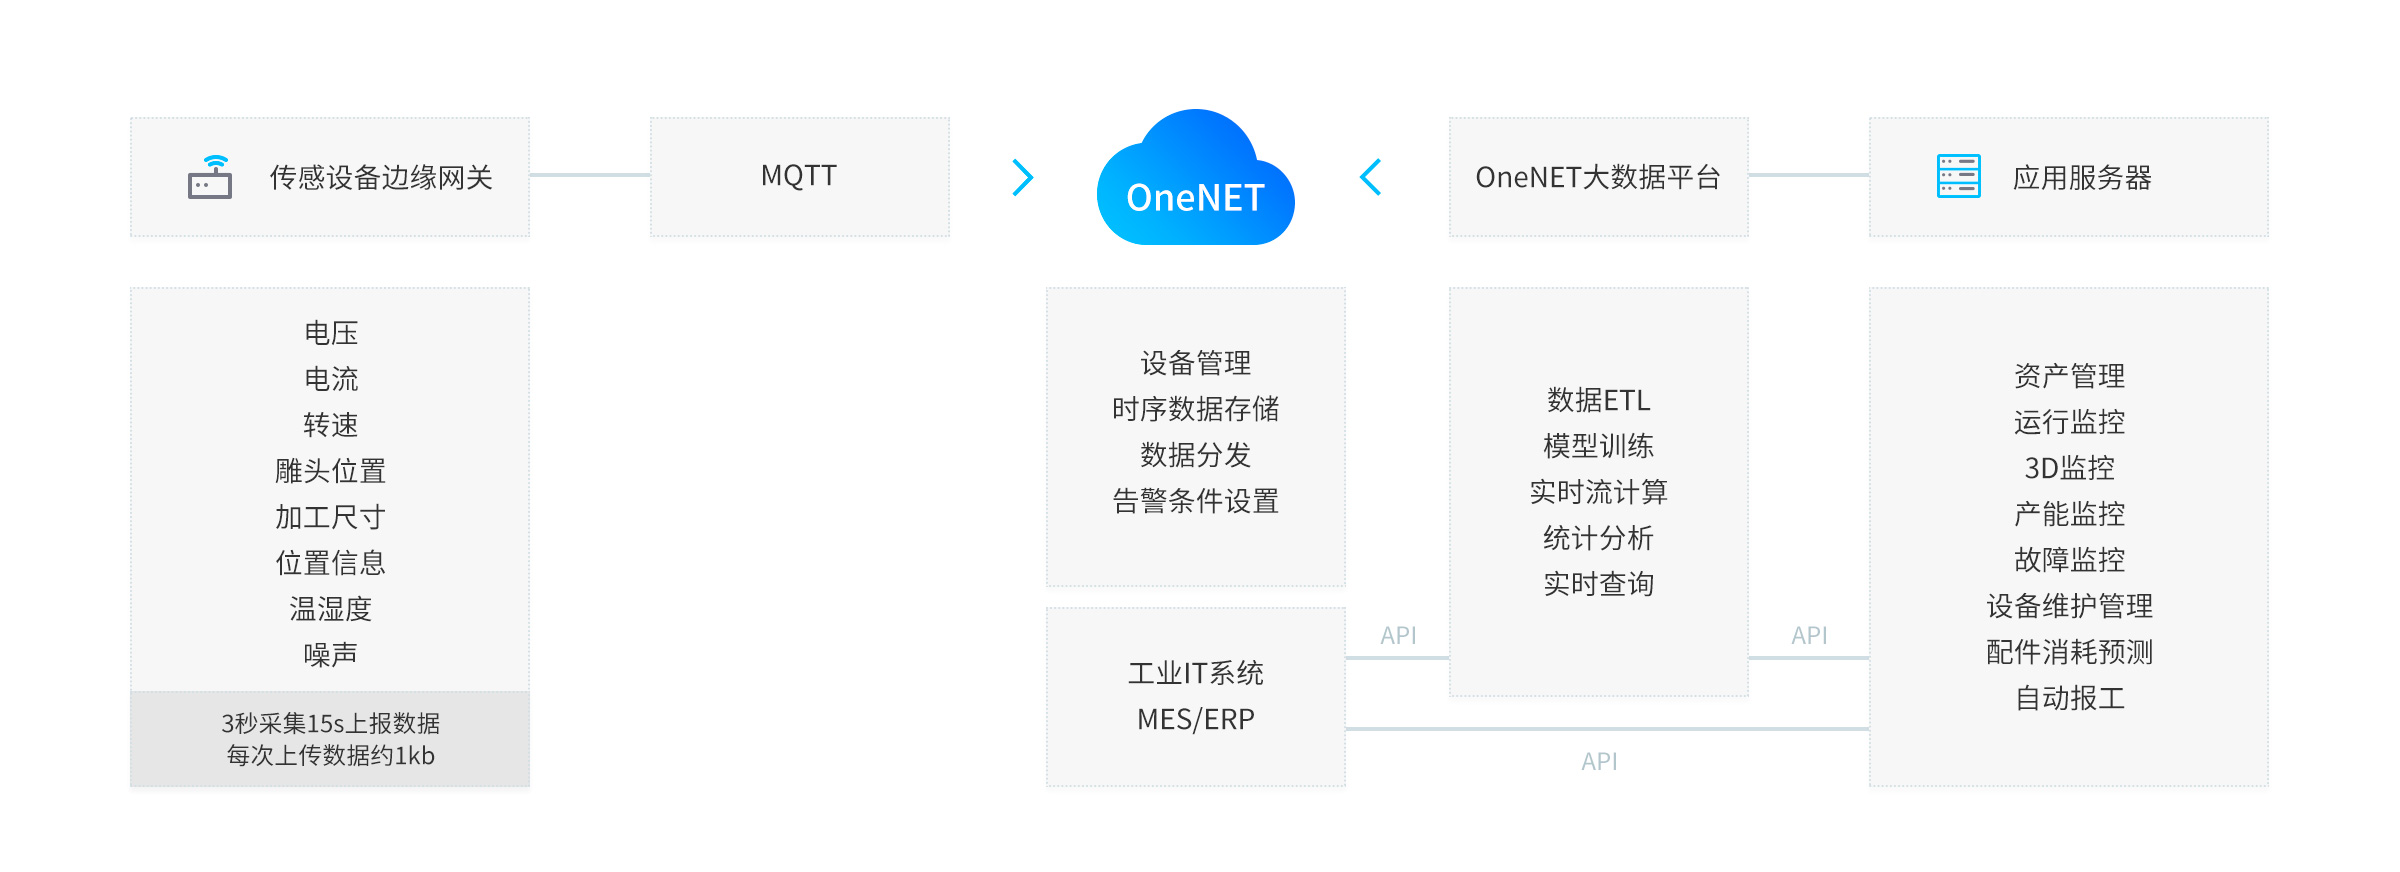 传感设备边缘网关
MQTT
OneNET
OneNET大数据平台
应用服务器
电压
电流
转速
雕头位置
加工尺寸
位置信息
温湿度
噪声
3秒采集15s上报数据
每次上传数据约1kb
设备管理
时序数据存储
数据分发
告警条件设置
工业IT系统
MES/ERP
API
数据ETL
模型训练
实时流计算
统计分析
实时查询
API
API
资产管理
运行监控
3D监控
产能监控
故障监控
设备维护管理
配件消耗预测
自动报工